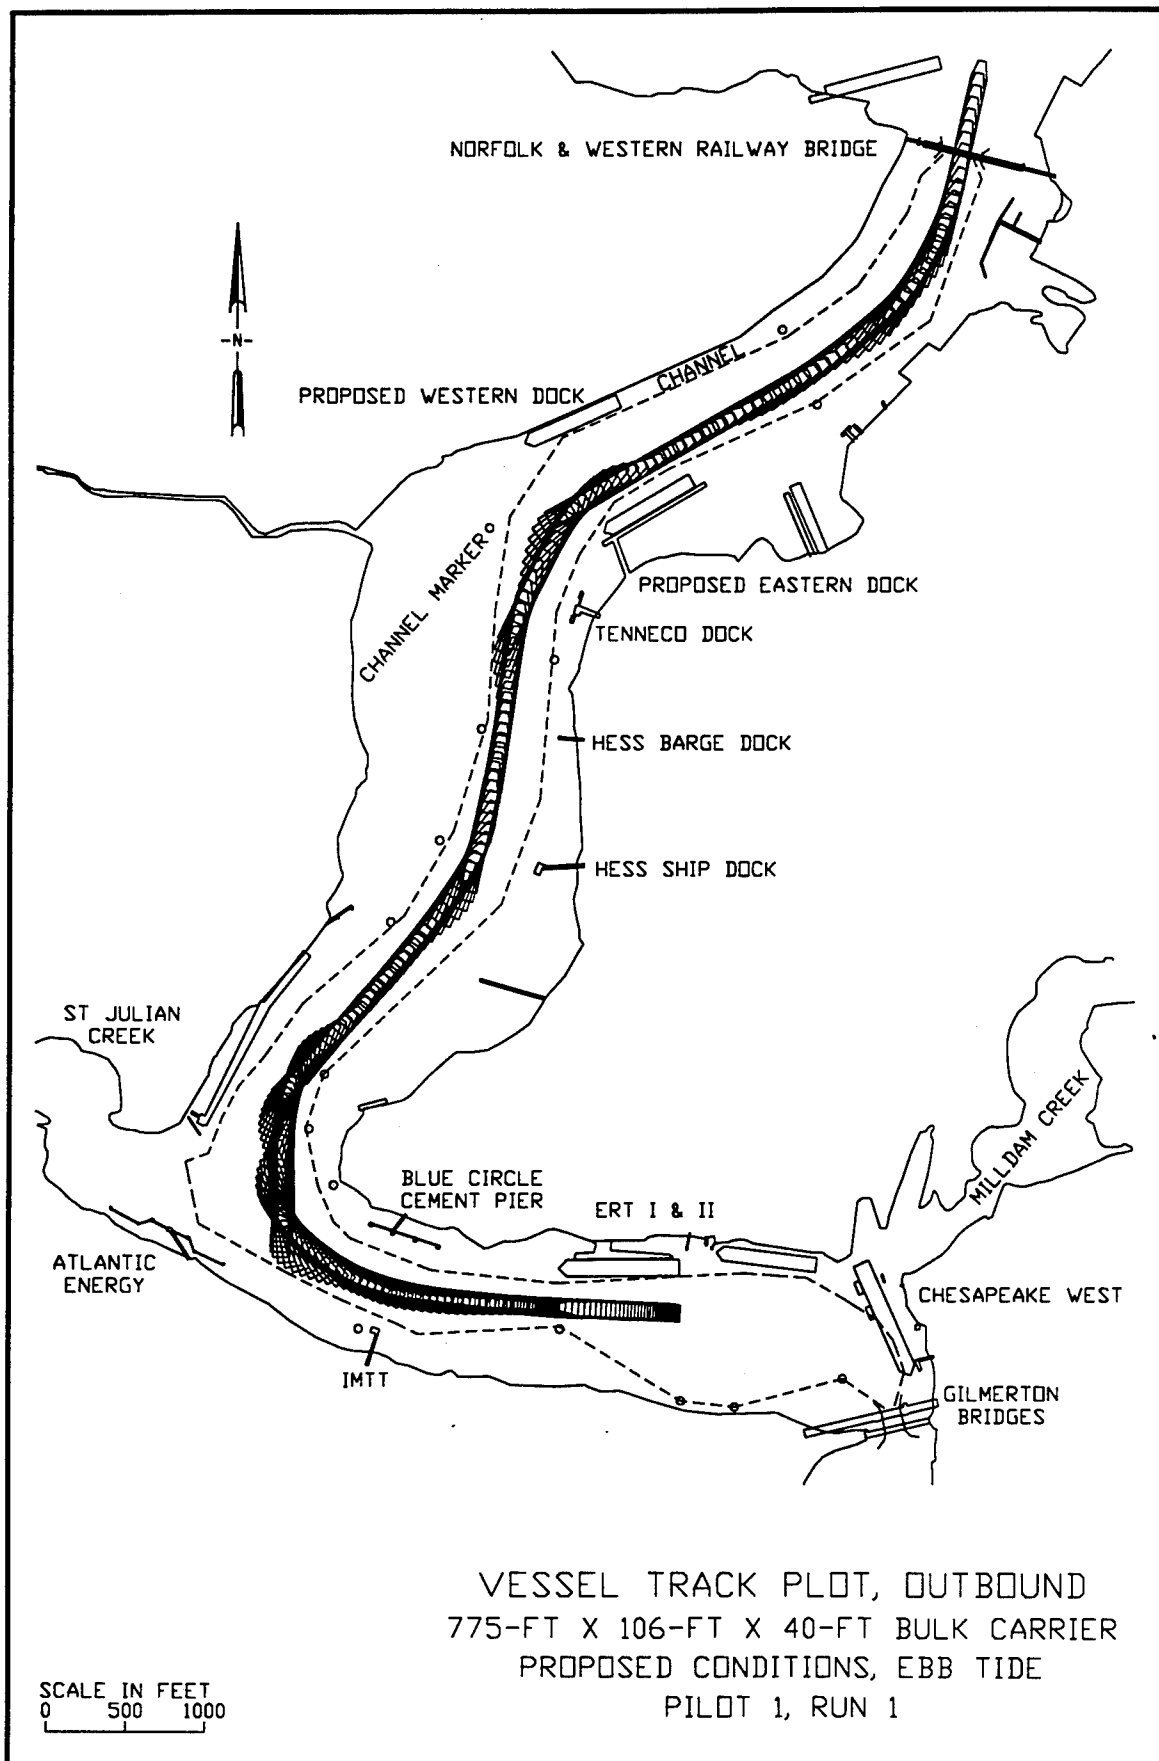 NORFOLK & WESTERN RAILWAY BRIDGE
-N-
CHANNEL
PROPOSED WESTERN DOCK
CHANNEL MARKER
PROPOSED EASTERN DOCK
TENNECO DOCK
HESS BARGE DOCK
HESS SHIP DOCK
ST JULIAN
CREEK
MILLDAM CREEK
BLUE CIRCLE
CEMENT PIER
ERT I & II
ATLANTIC
ENERGY
CHESAPEAKE WEST
IMTT
GILMERTON
BRIDGES
VESSEL TRACK PLOT, OUTBOUND
775-FT X 106-FT X 40-FT BULK CARRIER
PROPOSED CONDITIONS, EBB TIDE
PILOT 1, RUN 1
SCALE IN FEET
0 500 1000